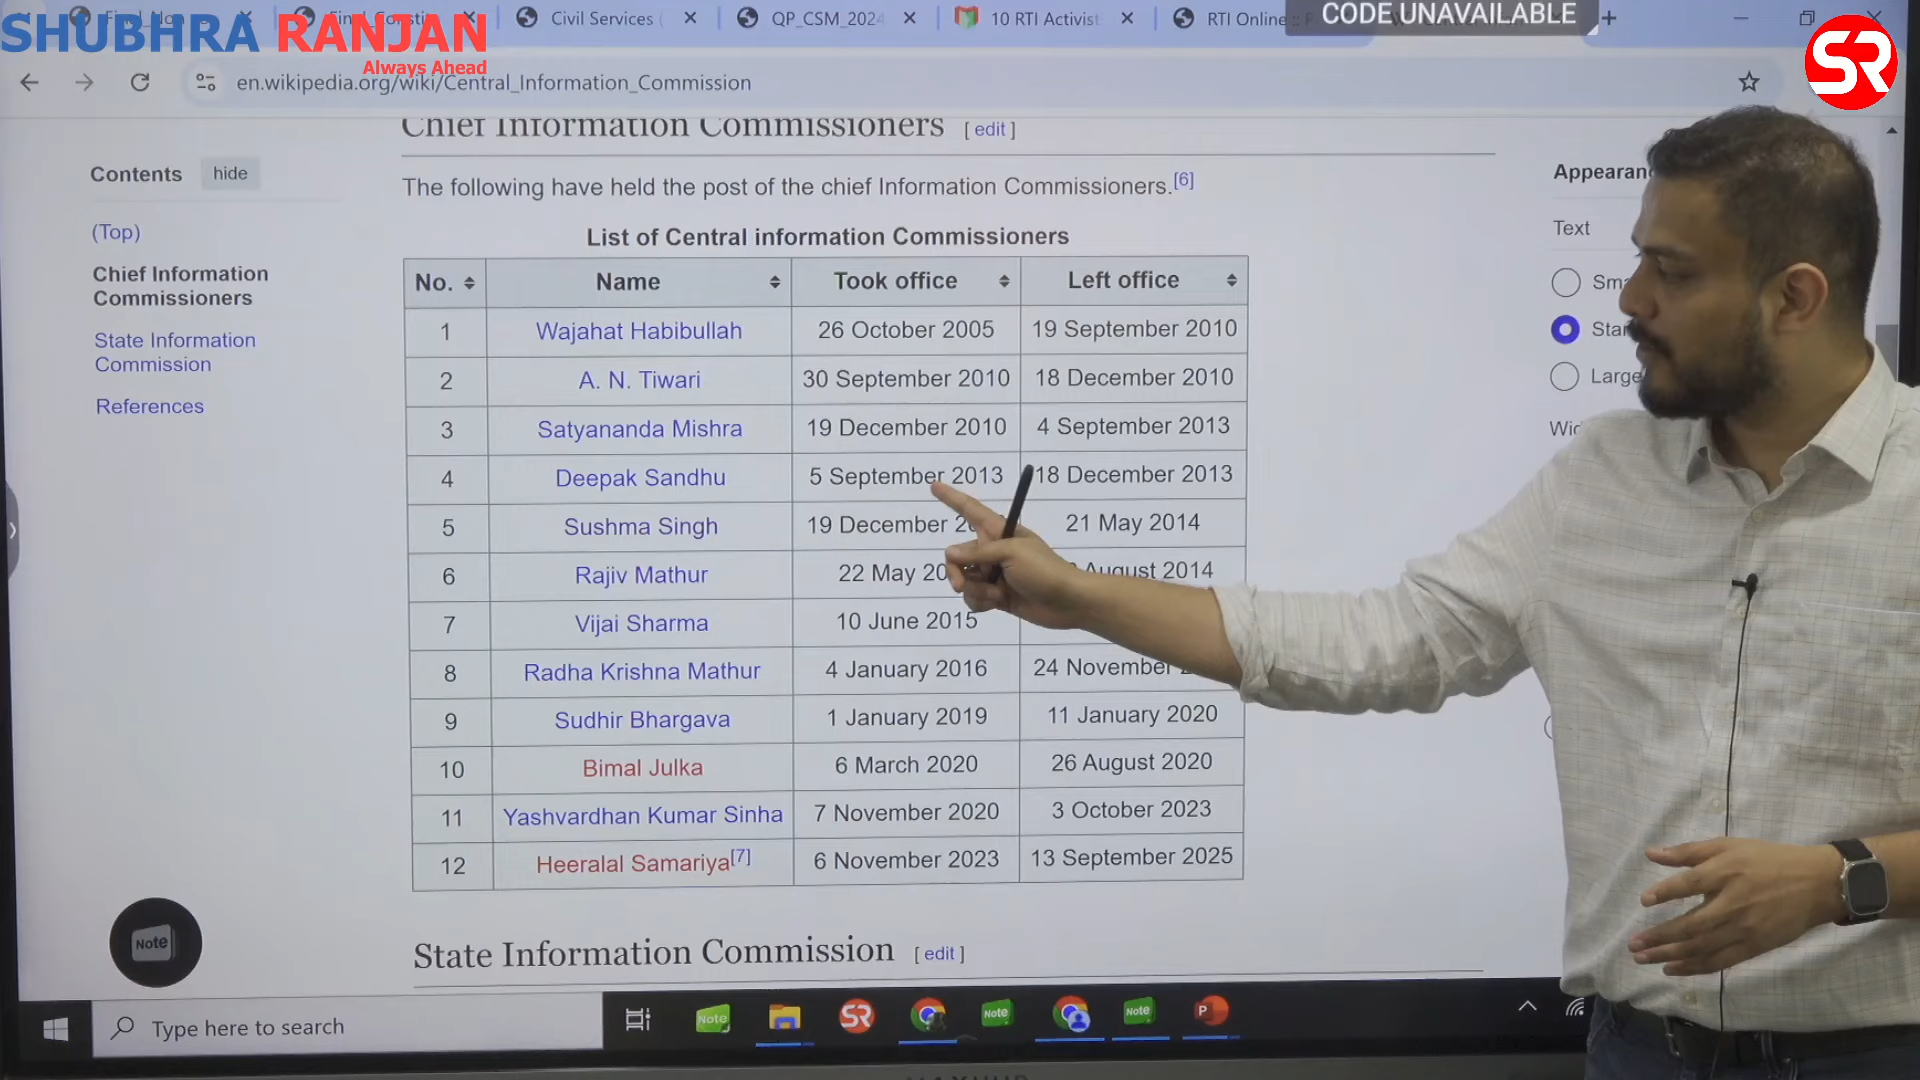 SHUBHRA RANJAN
Always Ahead
Civil Services
QP_CSM_2024
10 RTI Activist
RTI Online
CODE UNAVAILABLE
SR
en.wikipedia.org/wiki/Central_Information_Commission
Contents
hide
(Top)
Chief Information
Commissioners
State Information
Commission
References
Chief Information Commissioners [ edit ]
The following have held the post of the chief Information Commissioners.[6]
List of Central information Commissioners
No. Name Took office Left office
1 Wajahat Habibullah 26 October 2005 19 September 2010
2 A. N. Tiwari 30 September 2010 18 December 2010
3 Satyananda Mishra 19 December 2010 4 September 2013
4 Deepak Sandhu 5 September 2013 18 December 2013
5 Sushma Singh 19 December 21 May 2014
6 Rajiv Mathur 22 May August 2014
7 Vijai Sharma 10 June 2015
8 Radha Krishna Mathur 4 January 2016 24 November
9 Sudhir Bhargava 1 January 2019 11 January 2020
10 Bimal Julka 6 March 2020 26 August 2020
11 Yashvardhan Kumar Sinha 7 November 2020 3 October 2023
12 Heeralal Samariya[7] 6 November 2023 13 September 2025
State Information Commission [ edit ]
Text
Large
Note
Type here to search
Note
SR
Note
Note
P